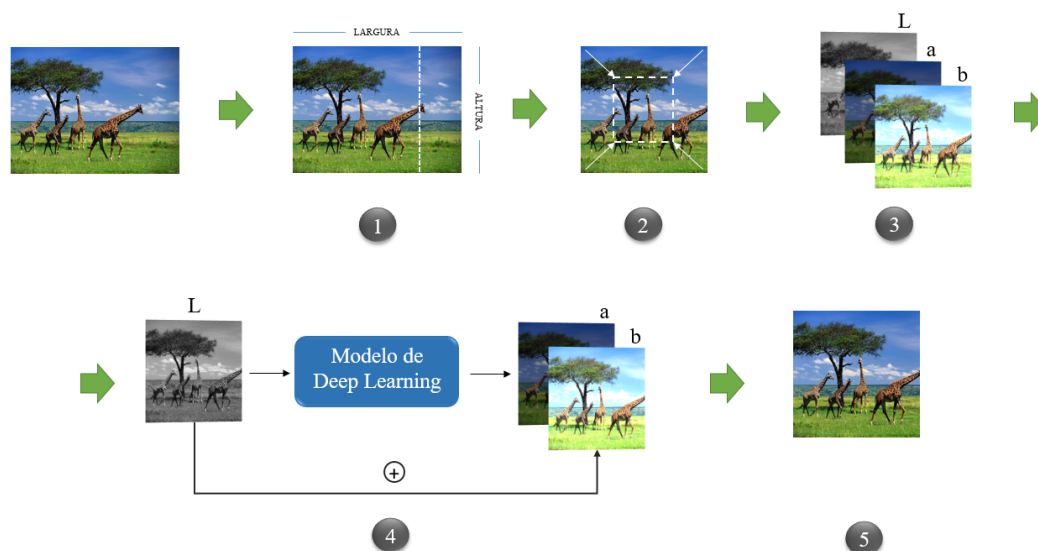 LARGURA
ALTURA
L
a
b
1
2
3
L
Modelo de
Deep Learning
a
b
+
4
5